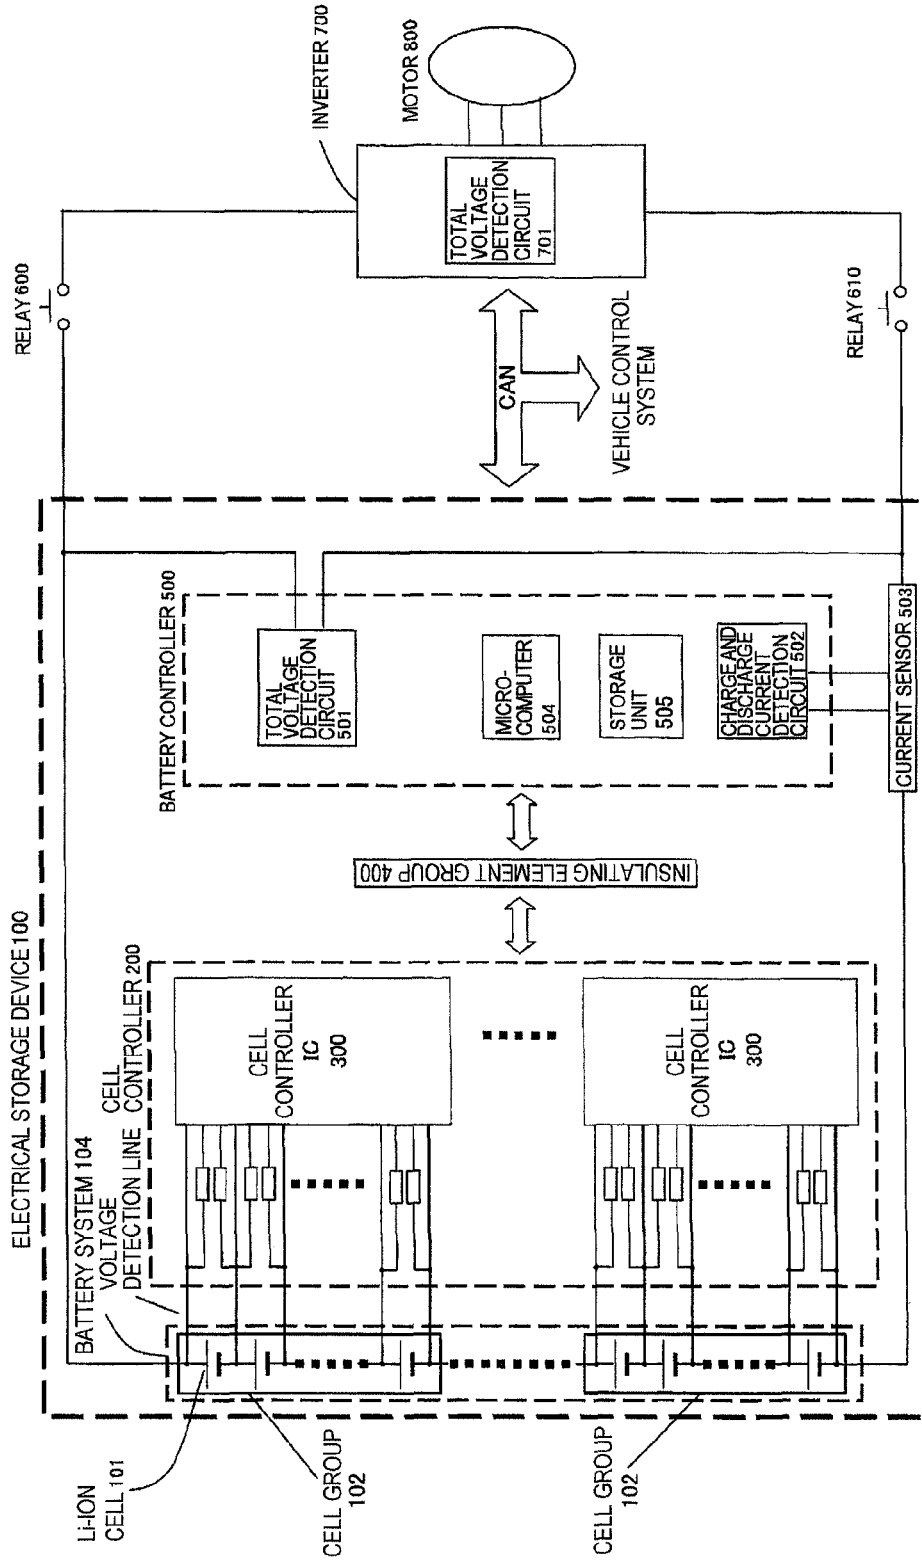 ELECTRICAL STORAGE DEVICE100
BATTERY SYSTEM 104
VOLTAGE
DETECTION LINE
CELL
CONTROLLER 200
LI-ION
CELL 101
CELL GROUP
102
CELL GROUP
102
CELL
CONTROLLER
IC
300
CELL
CONTROLLER
IC
300
INSULATING ELEMENT GROUP 400
BATTERY CONTROLLER 500
TOTAL
VOLTAGE
DETECTION
CIRCUIT
501
MICRO-
COMPUTER
504
STORAGE
UNIT
505
CHARGE AND
DISCHARGE
CURRENT
DETECTION
CIRCUIT 502
CURRENT SENSOR 503
CAN
VEHICLE CONTROL
SYSTEM
RELAY 600
RELAY 610
INVERTER 700
TOTAL
VOLTAGE
DETECTION
CIRCUIT
701
MOTOR 800